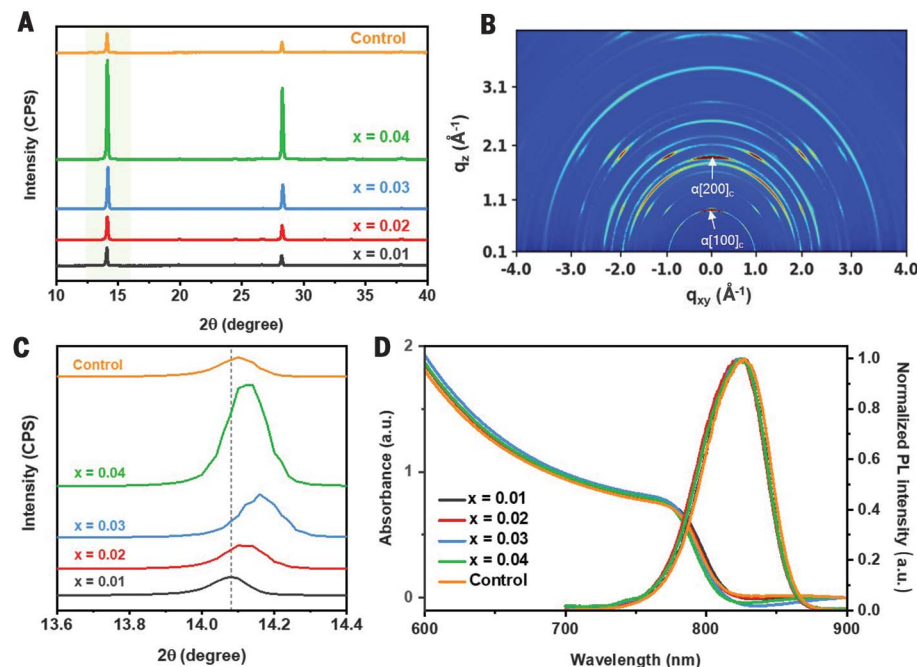 A
Control
x = 0.04
x = 0.03
x = 0.02
x = 0.01
Intensity (CPS)
10 15 20 25 30 35 40
2θ (degree)
B
3.1
2.1
1.1
0.1
qz (Å-1)
α[200]c
α[100]c
-4.0 -3.0 -2.0 -1.0 0.0 1.0 2.0 3.0 4.0
qxy (Å-1)
C
Control
x = 0.04
x = 0.03
x = 0.02
x = 0.01
Intensity (CPS)
13.6 13.8 14.0 14.2 14.4
2θ (degree)
D
2
1
0
Absorbance (a.u.)
x = 0.01
x = 0.02
x = 0.03
x = 0.04
Control
1.0
0.8
0.6
0.4
0.2
0.0
Normalized PL intensity (a.u.)
600 700 800 900
Wavelength (nm)